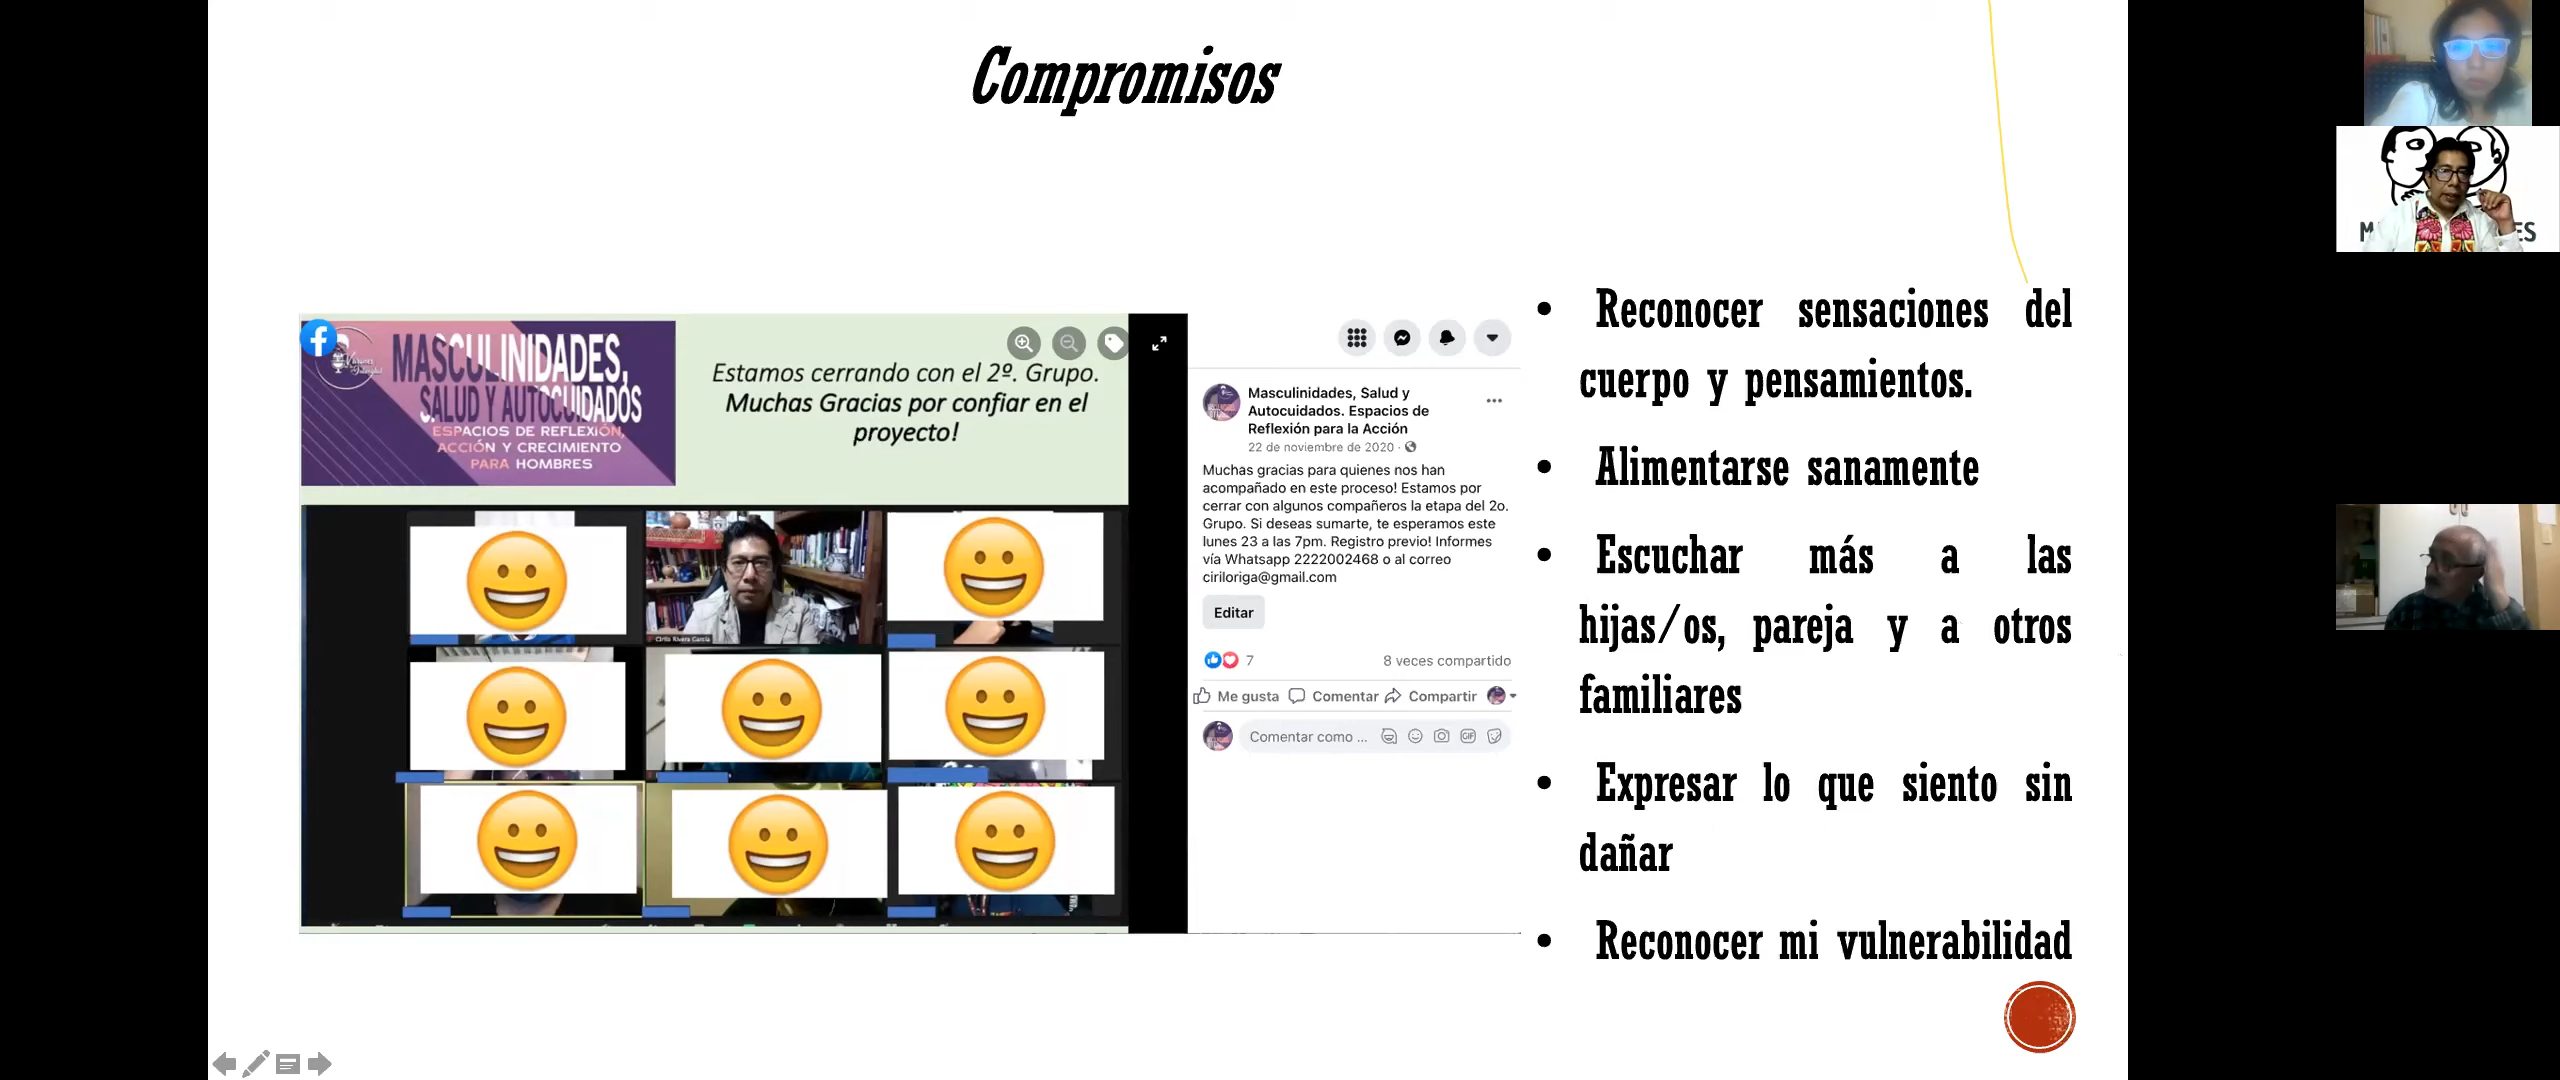 Compromisos
MASCULINIDADES,
SALUD Y AUTOCUIDADOS
ESPACIOS DE REFLEXIÓN,
ACCIÓN Y CRECIMIENTO
PARA HOMBRES
Estamos cerrando con el 2º. Grupo.
Muchas Gracias por confiar en el
proyecto!
Cirilo Rivera García
Masculinidades, Salud y
Autocuidados. Espacios de
Reflexión para la Acción
22 de noviembre de 2020
Muchas gracias para quienes nos han
acompañado en este proceso! Estamos por
cerrar con algunos compañeros la etapa del 2o.
Grupo. Si deseas sumarte, te esperamos este
lunes 23 a las 7pm. Registro previo! Informes
vía Whatsapp 2222002468 o al correo
ciriloriga@gmail.com
Editar
7
8 veces compartido
Me gusta Comentar Compartir
Comentar como ...
GIF
• Reconocer sensaciones del
cuerpo y pensamientos.
• Alimentarse sanamente
• Escuchar más a las
hijas/os, pareja y a otros
familiares
• Expresar lo que siento sin
dañar
• Reconocer mi vulnerabilidad